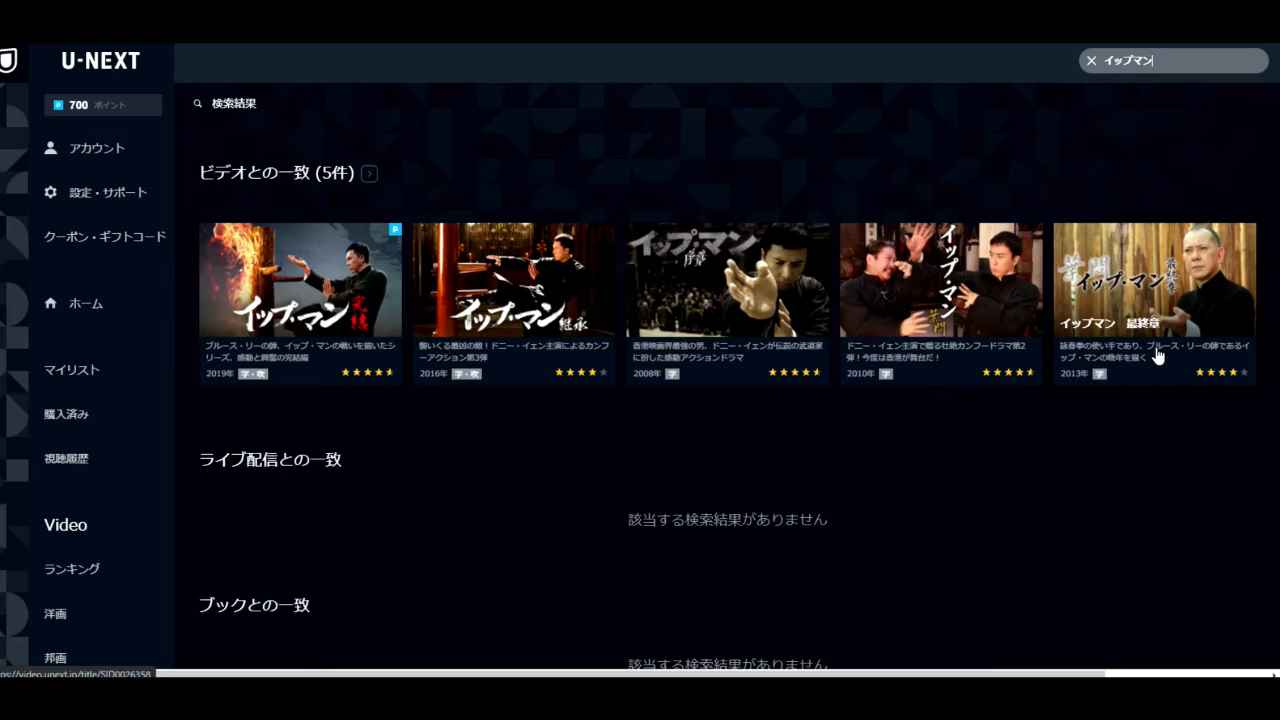 U-NEXT
イップマン
700 ポイント
アカウント
設定・サポート
クーポン・ギフトコード
ホーム
マイリスト
購入済み
視聴履歴
Video
ランキング
洋画
邦画
検索結果
ビデオとの一致 (5件)
P
イップ・マン 完結
ブルース・リーの師、イップ・マンの戦いを描いたシ
リーズ、感動と興奮の完結編
2019年 字・吹
イップ・マン 継承
襲いくる最凶の敵！ドニー・イェン主演によるカンフ
ーアクション第3弾
2016年 字・吹
イップ・マン 序章
香港映画界最強の男、ドニー・イェンが伝説の武道家
に扮した感動アクションドラマ
2008年 字
イップ・マン 葉問
ドニー・イェン主演で贈る壮絶カンフードラマ第2
弾！今度は香港が舞台だ！
2010年 字
葉問 イップ・マン 最終章
イップマン 最終章
詠春拳の使い手であり、ブルース・リーの師であるイ
ップ・マンの晩年を描く
2013年 字
ライブ配信との一致
該当する検索結果がありません
ブックとの一致
該当する検索結果がありません
ps://video.unext.jp/title/SID0026358